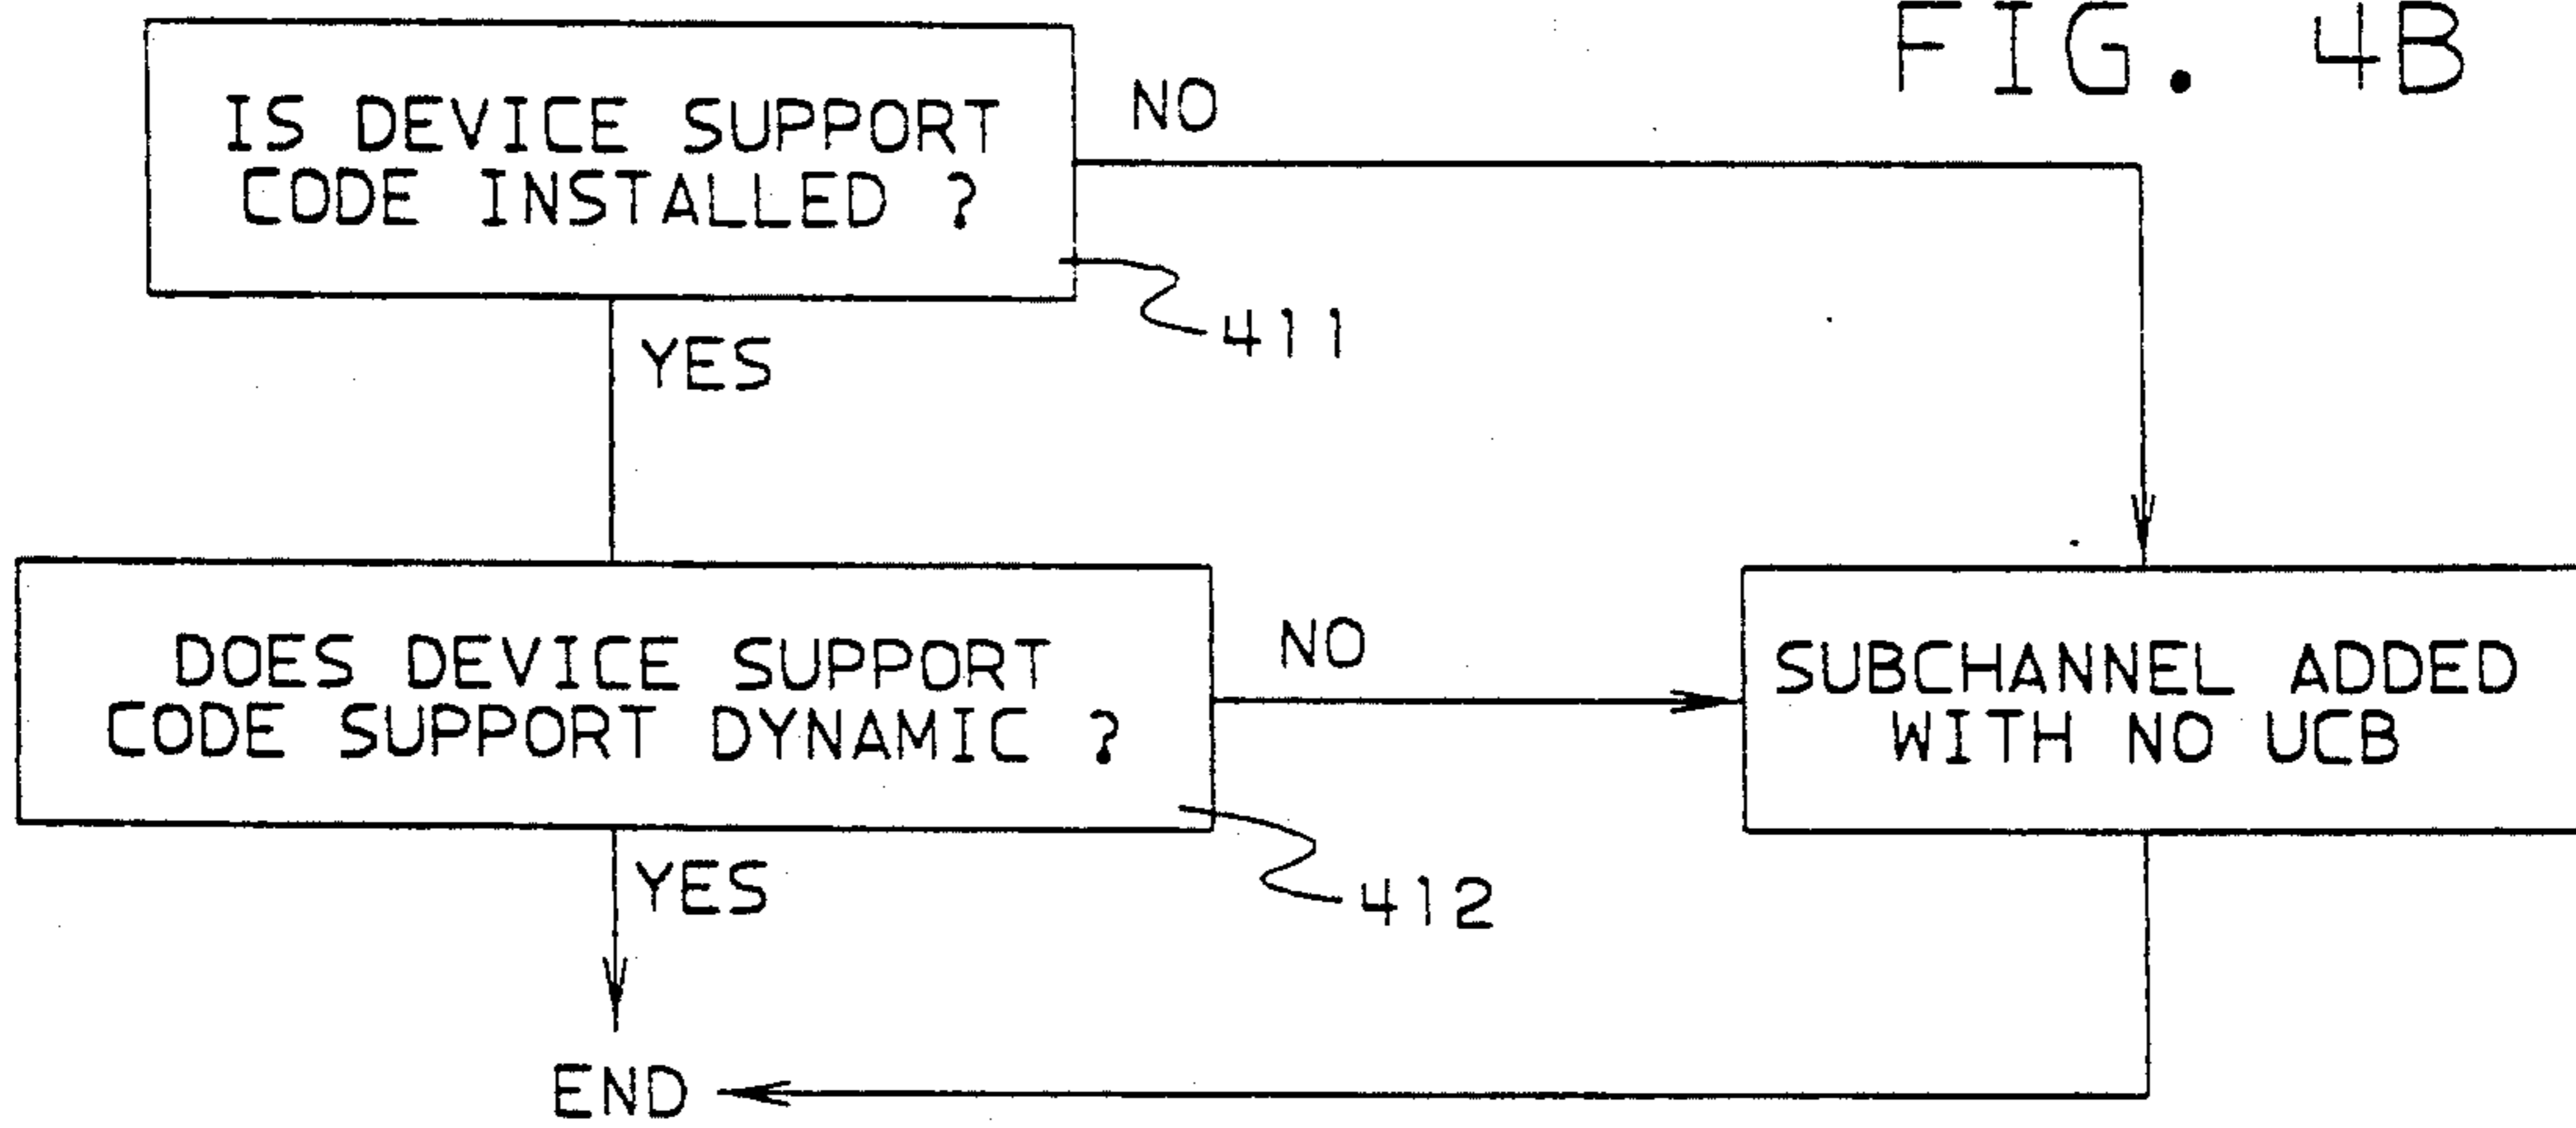 FIG. 4B
IS DEVICE SUPPORT
CODE INSTALLED ?
NO
411
YES
DOES DEVICE SUPPORT
CODE SUPPORT DYNAMIC ?
NO
SUBCHANNEL ADDED
WITH NO UCB
412
YES
END